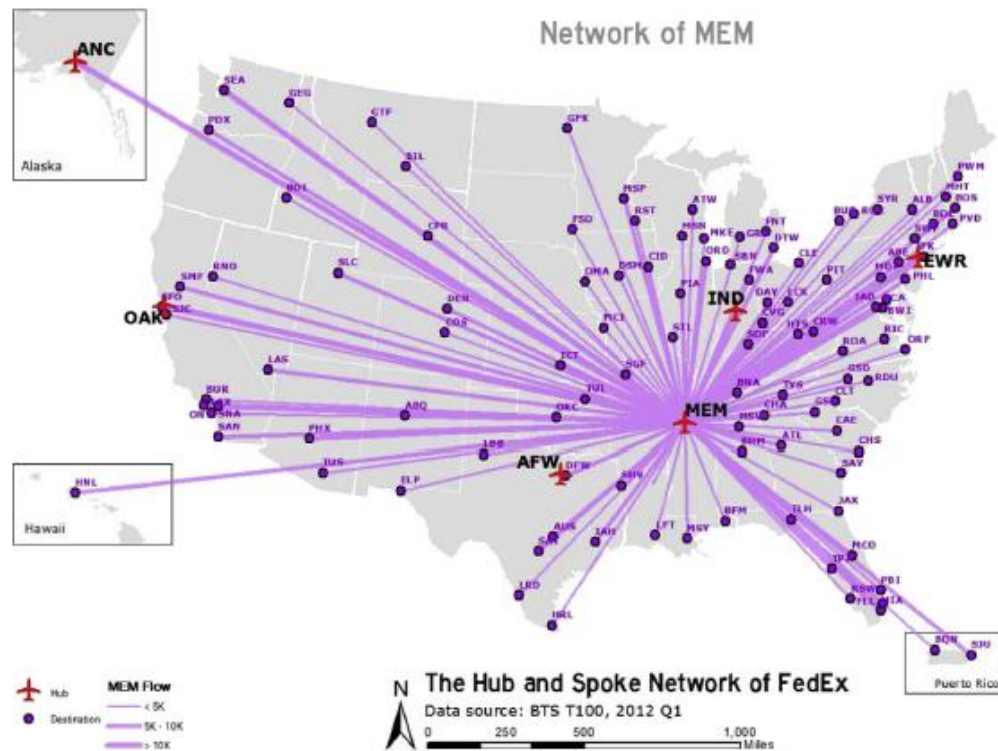 Network of MEM
ANC
Alaska
SEA
GEG
GTF
GFK
PDX
BIL
BOI
MSP
ATW
RST
FSD
MSN
MKE
GRR
FNT
DTW
BUF
SYR
ALB
PWM
MHT
BOS
BDL
PVD
SWF
EWR
CPR
SLC
RNO
SMF
SFO
SJC
OAK
DEN
COS
OMA
DSM
CID
ORD
SBN
CLE
FWA
PIT
ABE
PHL
PIA
IND
DAY
LCK
IAD
BWI
MCI
STL
CVG
SDF
HTS
CRW
RIC
ROA
ORF
LAS
ICT
SGF
TUL
BNA
TYS
GSO
RDU
CLT
BUR
SNA
SAN
PHX
ABQ
OKC
MEM
CHA
HSV
GSP
CAE
BHM
ATL
CHS
TUS
LBB
ELP
AFW
DFW
SHV
SAV
HNL
Hawaii
AUS
SAT
IAH
LFT
MSY
BFM
TLH
JAX
MCO
TPA
PBI
RSW
FLL
MIA
LRD
HRL
BQN
SJU
Puerto Rico
Hub
Destination
MEM Flow
< 5K
5K - 10K
> 10K
N
The Hub and Spoke Network of FedEx
Data source: BTS T100, 2012 Q1
0 250 500 1,000
Miles